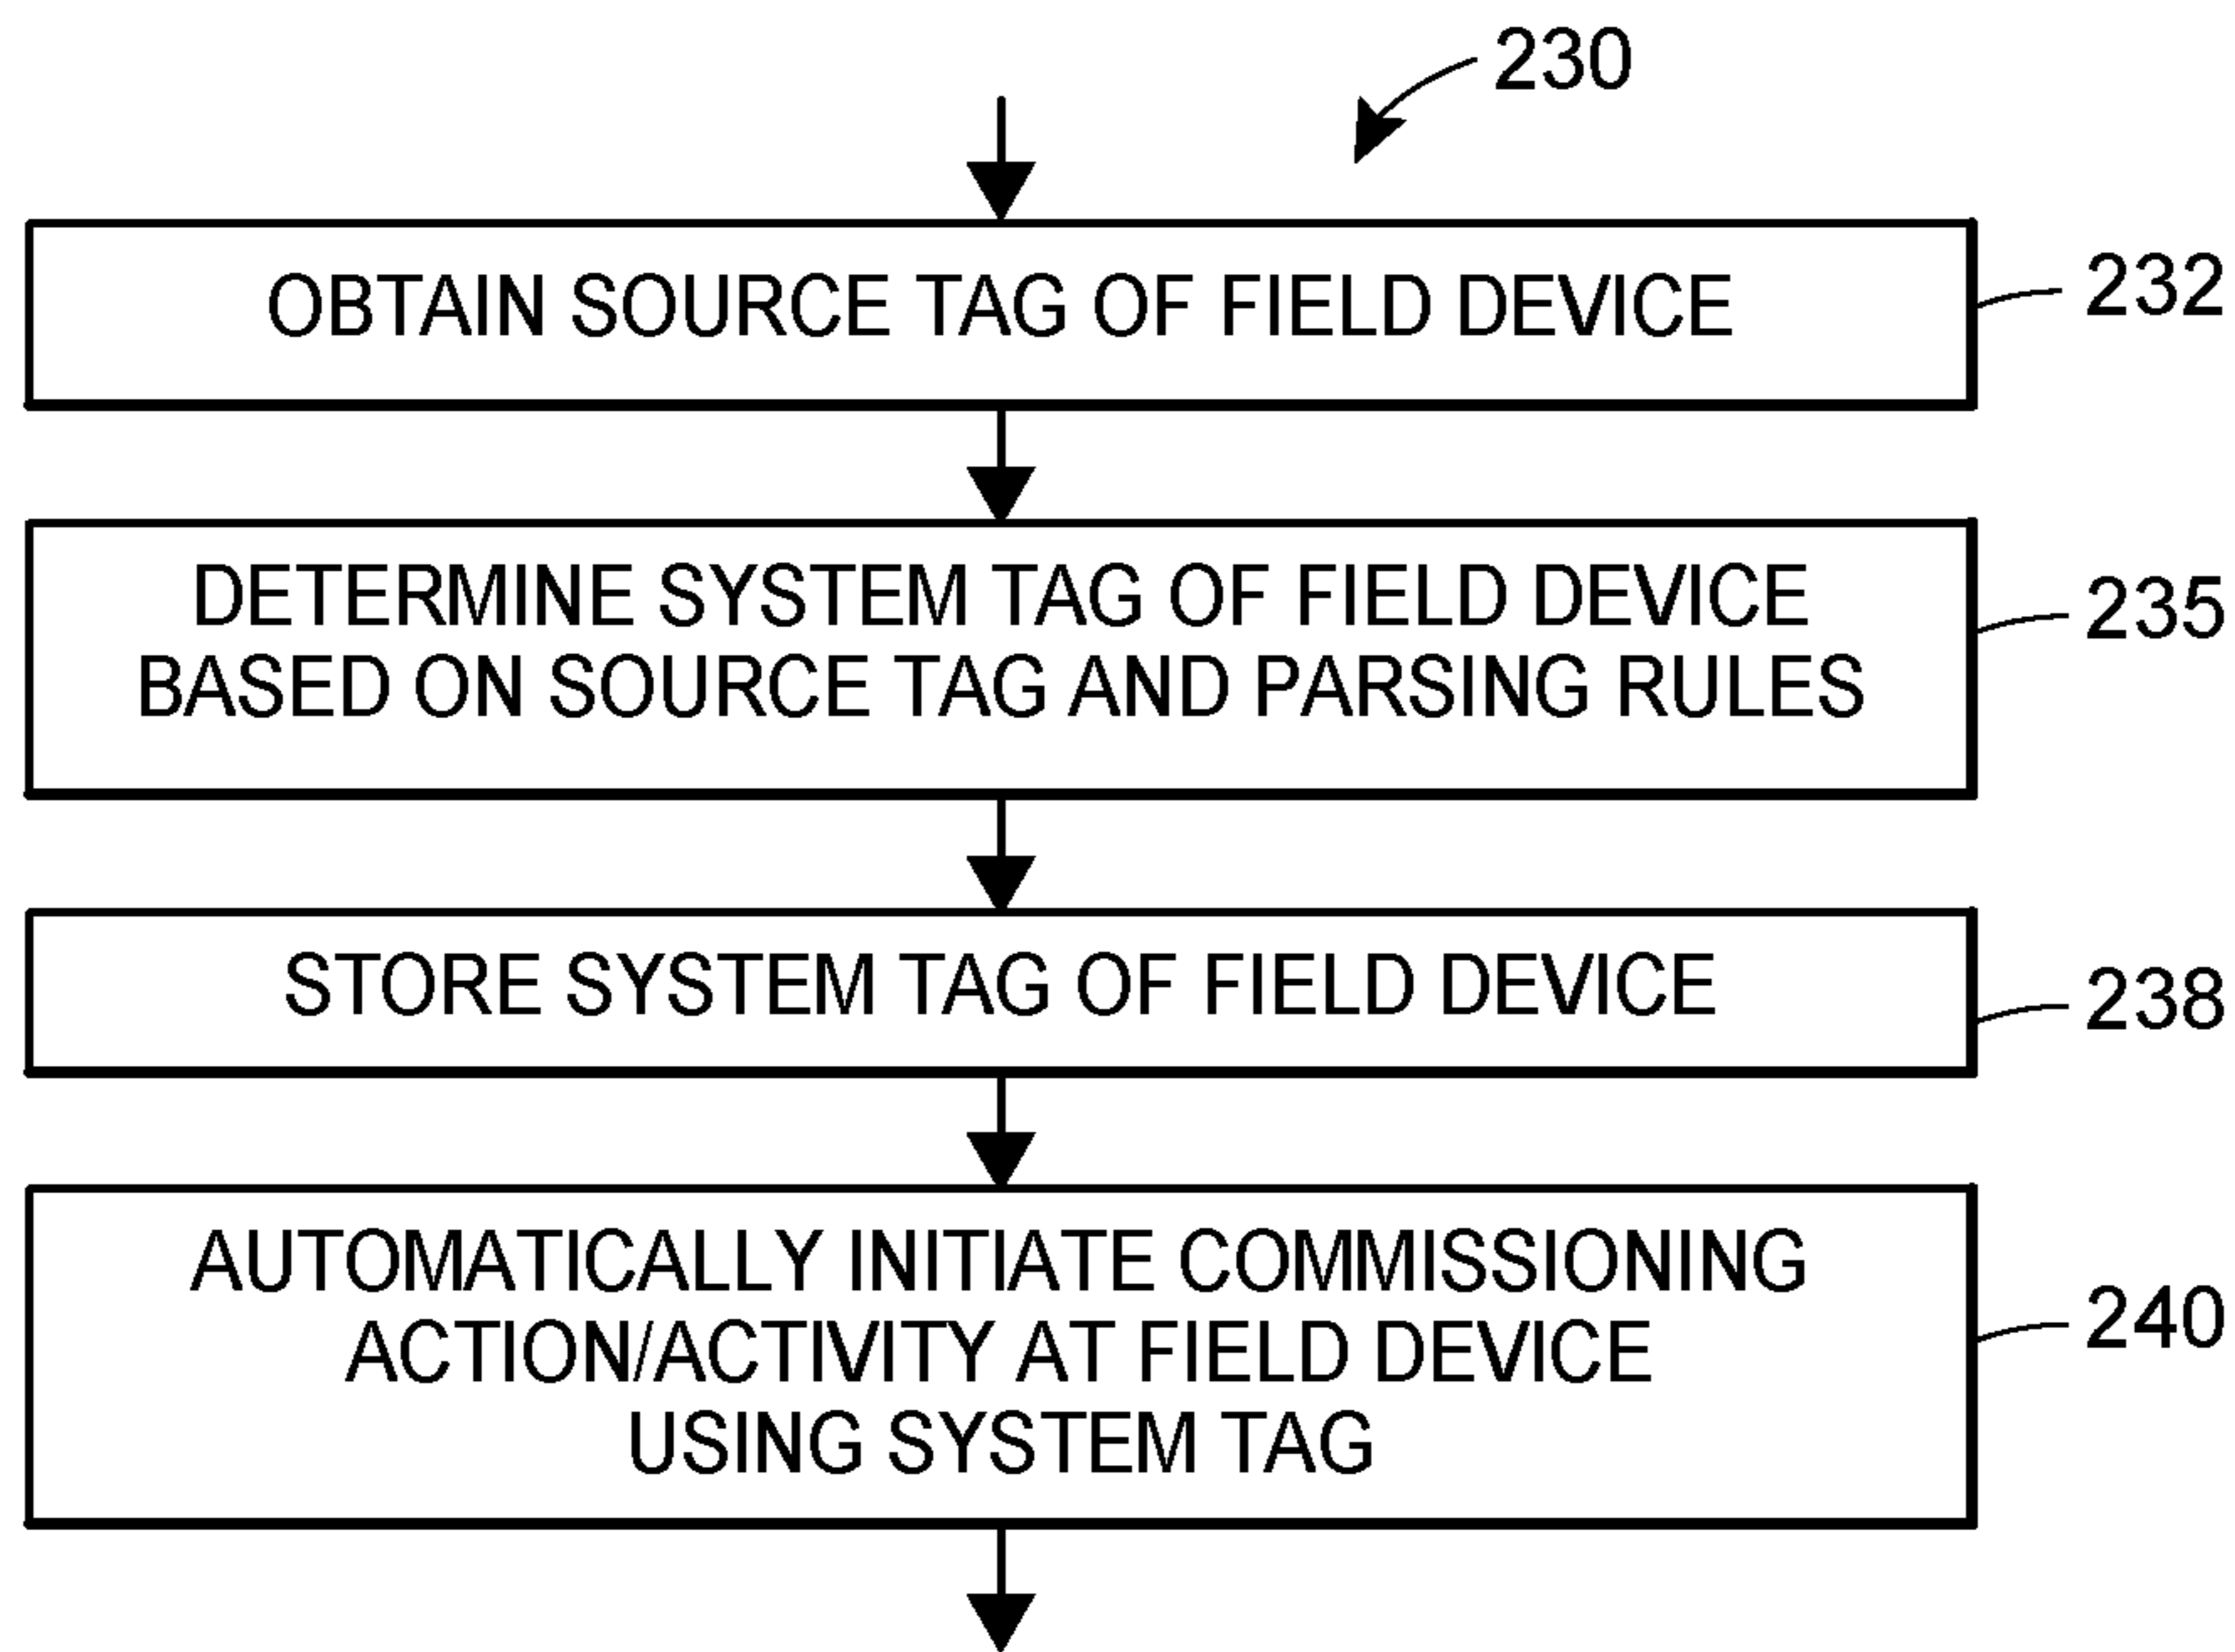 230
OBTAIN SOURCE TAG OF FIELD DEVICE
232
DETERMINE SYSTEM TAG OF FIELD DEVICE
BASED ON SOURCE TAG AND PARSING RULES
235
STORE SYSTEM TAG OF FIELD DEVICE
238
AUTOMATICALLY INITIATE COMMISSIONING
ACTION/ACTIVITY AT FIELD DEVICE
USING SYSTEM TAG
240